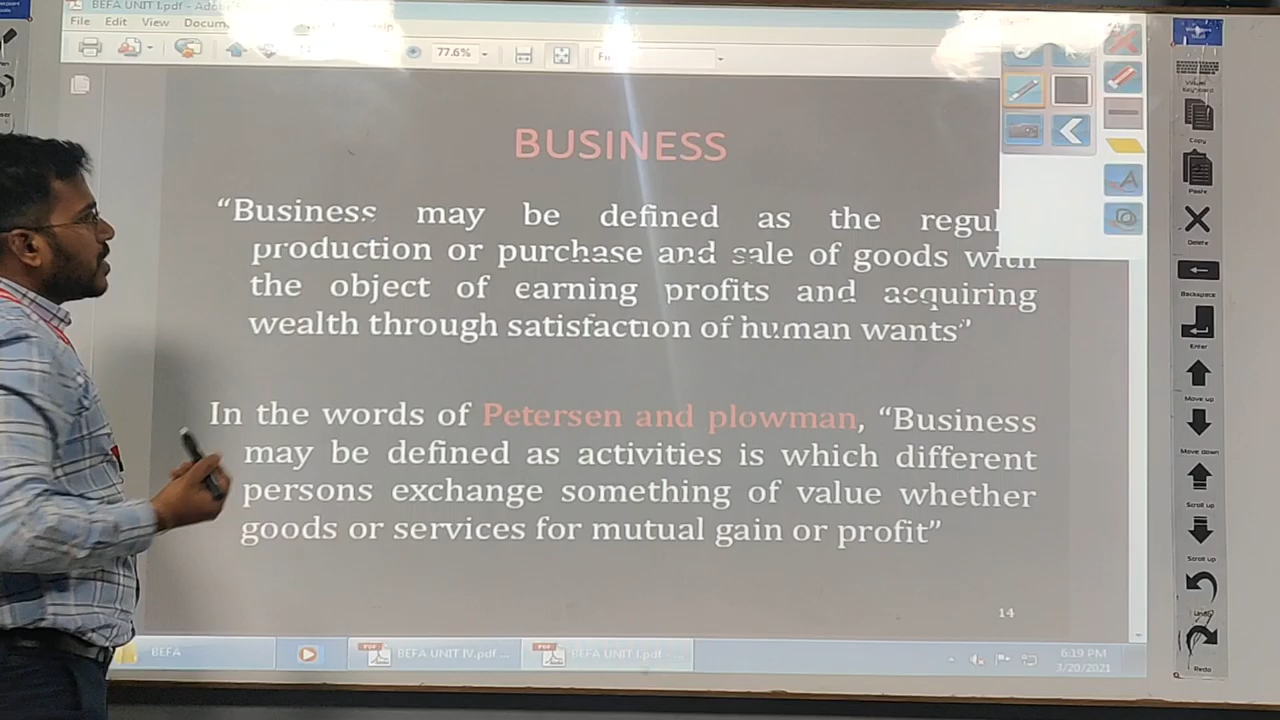 BEFA UNIT I.pdf - Adob
File Edit View Docum
77.6%
BUSINESS
“Business may be defined as the regul
production or purchase and sale of goods with
the object of earning profits and acquiring
wealth through satisfaction of human wants”
In the words of Petersen and plowman, “Business
may be defined as activities is which different
persons exchange something of value whether
goods or services for mutual gain or profit”
14
BEFA
PDF
BEFA UNIT IV.pdf ...
PDF
BEFA UNIT I.pdf - ...
6:19 PM
3/20/2021
Keyboard
Copy
Paste
Delete
Backspace
Enter
Move up
Move down
Scroll up
Scroll up
Undo
Redo